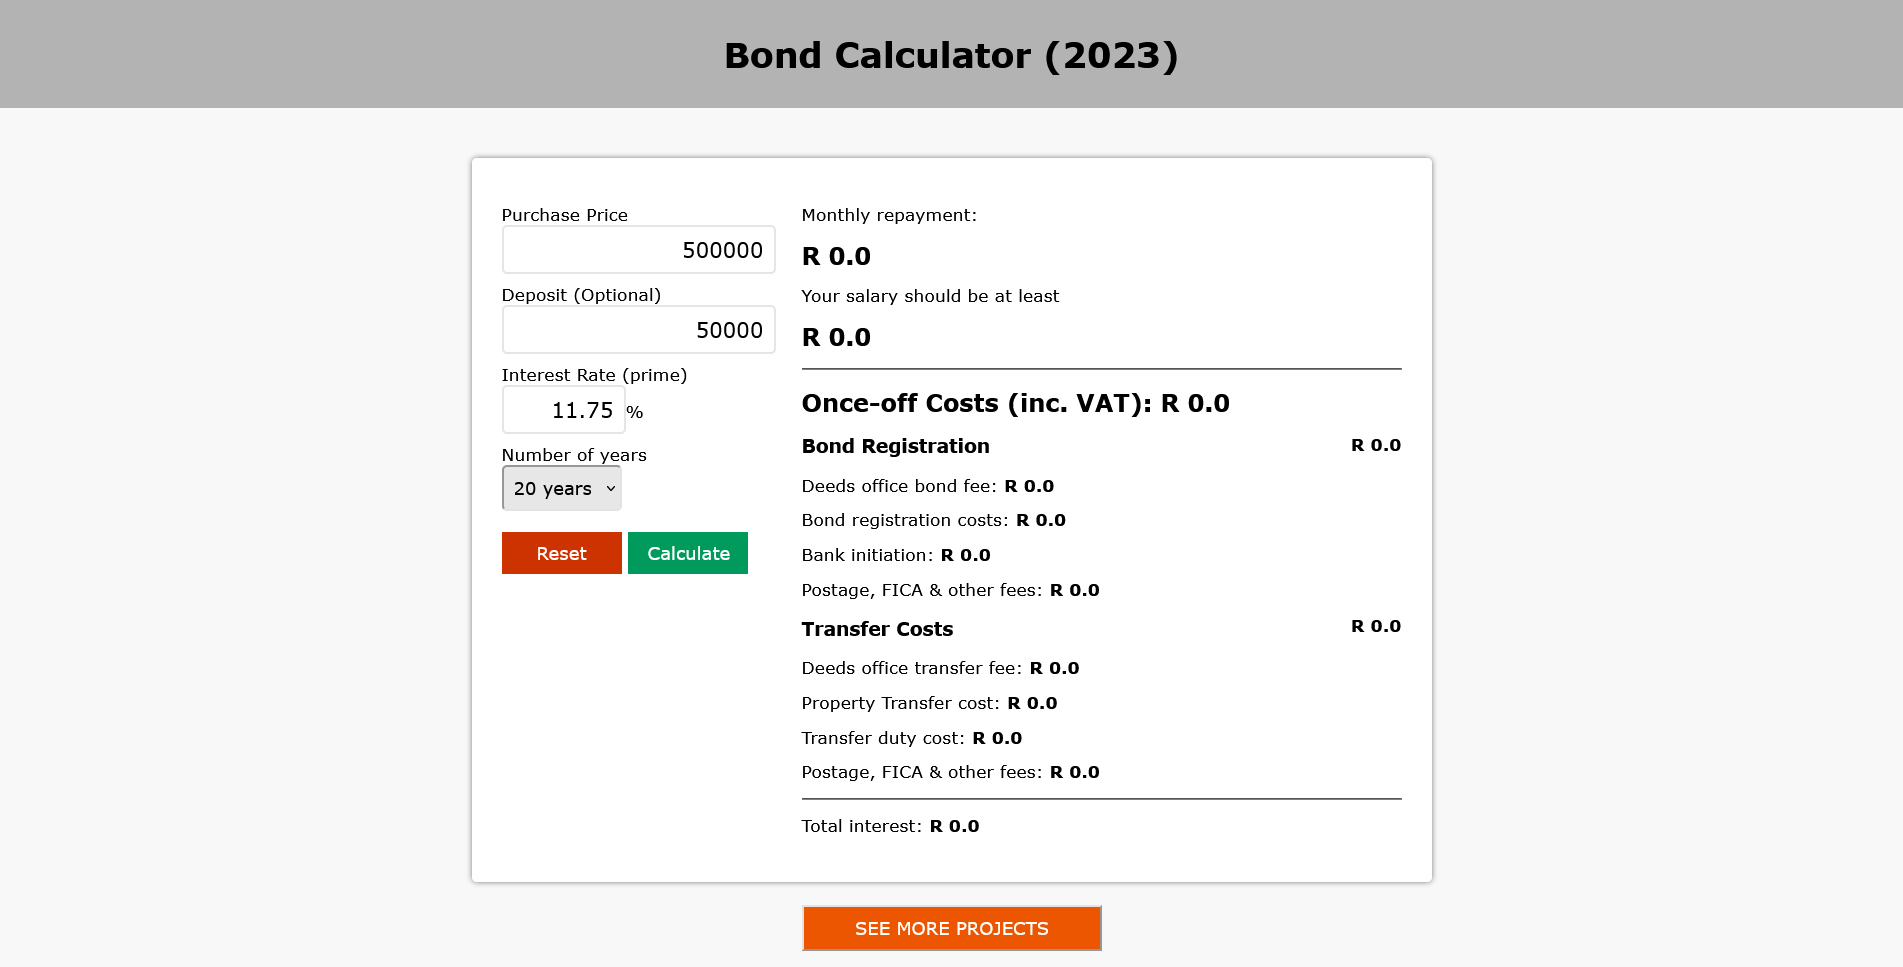 Bond Calculator (2023)
Purchase Price
500000
Deposit (Optional)
50000
Interest Rate (prime)
11.75 %
Number of years
20 years
Reset Calculate
Monthly repayment:
R 0.0
Your salary should be at least
R 0.0
Once-off Costs (inc. VAT): R 0.0
Bond Registration R 0.0
Deeds office bond fee: R 0.0
Bond registration costs: R 0.0
Bank initiation: R 0.0
Postage, FICA & other fees: R 0.0
Transfer Costs R 0.0
Deeds office transfer fee: R 0.0
Property Transfer cost: R 0.0
Transfer duty cost: R 0.0
Postage, FICA & other fees: R 0.0
Total interest: R 0.0
SEE MORE PROJECTS